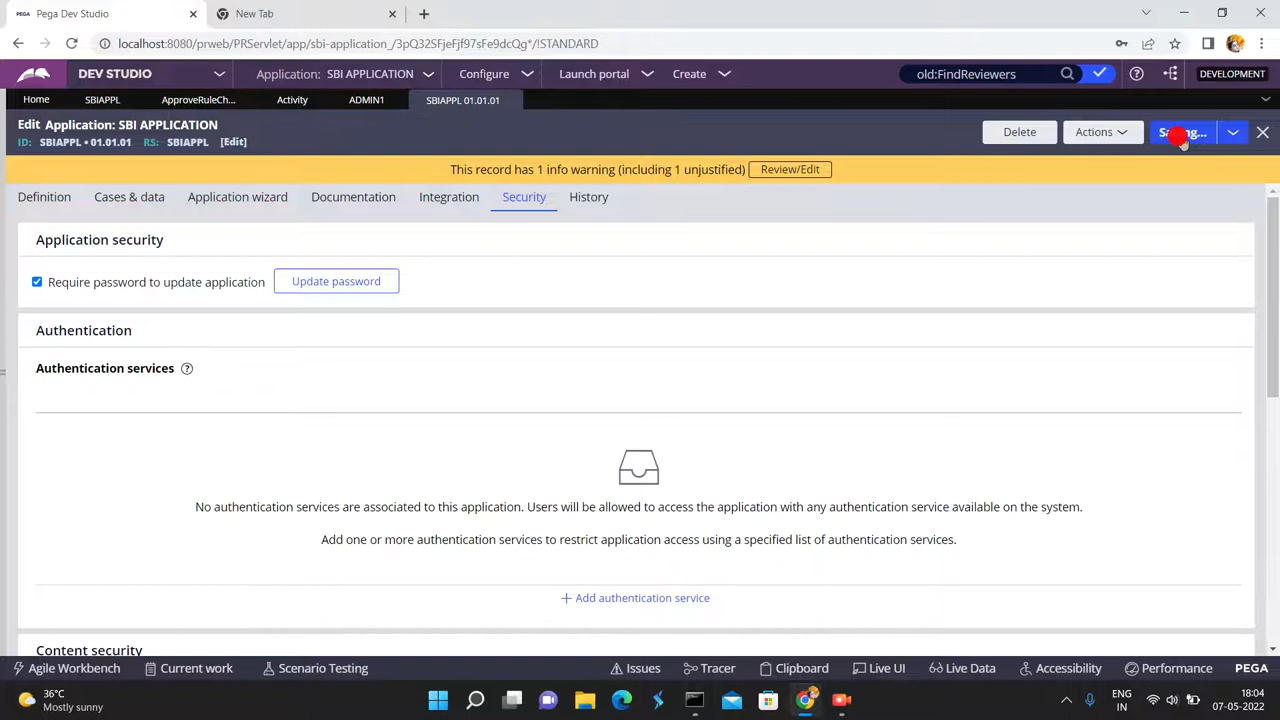 Pega Dev Studio
New Tab
localhost:8080/prweb/PRServlet/app/sbi-application_/3pQ32SFjeFjf97sFe9dcQg*/!STANDARD
DEV STUDIO
Application: SBI APPLICATION
Configure
Launch portal
Create
old:FindReviewers
DEVELOPMENT
Home
SBIAPPL
ApproveRuleCh...
Activity
ADMIN1
SBIAPPL 01.01.01
Edit Application: SBI APPLICATION
ID: SBIAPPL • 01.01.01 RS: SBIAPPL [Edit]
Delete
Actions
This record has 1 info warning (including 1 unjustified)
Review/Edit
Definition
Cases & data
Application wizard
Documentation
Integration
Security
History
Application security
Require password to update application
Update password
Authentication
Authentication services
No authentication services are associated to this application. Users will be allowed to access the application with any authentication service available on the system.
Add one or more authentication services to restrict application access using a specified list of authentication services.
+ Add authentication service
Content security
Agile Workbench
Current work
Scenario Testing
Issues
Tracer
Clipboard
Live UI
Live Data
Accessibility
Performance
PEGA
36°C
Mostly sunny
ENG
IN
18:04
07-05-2022